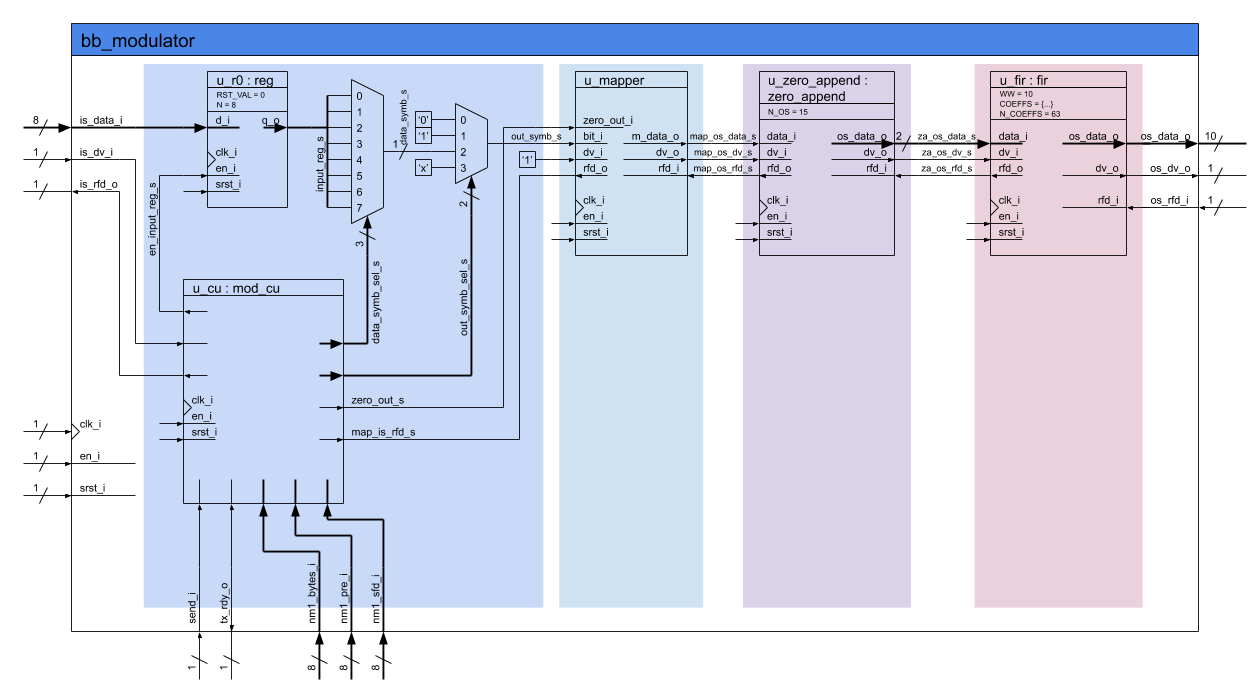 bb_modulator
8
is_data_i
1
is_dv_i
1
is_rfd_o
1
clk_i
1
en_i
1
srst_i
u_r0 : reg
RST_VAL = 0
N = 8
d_i
q_o
clk_i
en_i
srst_i
en_input_reg_s
input_reg_s
0
1
2
3
4
5
6
7
3
data_symb_sel_s
1
data_symb_s
'0'
'1'
'x'
0
1
2
3
2
out_symb_sel_s
out_symb_s
'1'
u_cu : mod_cu
clk_i
en_i
srst_i
zero_out_s
map_is_rfd_s
send_i
tx_rdy_o
nm1_bytes_i
nm1_pre_i
nm1_sfd_i
1
1
8
8
8
u_mapper
zero_out_i
bit_i
m_data_o
dv_i
dv_o
rfd_o
rfd_i
clk_i
en_i
srst_i
map_os_data_s
map_os_dv_s
map_os_rfd_s
u_zero_append :
zero_append
N_OS = 15
data_i
os_data_o
dv_i
dv_o
rfd_o
rfd_i
clk_i
en_i
srst_i
2
za_os_data_s
za_os_dv_s
za_os_rfd_s
u_fir : fir
WW = 10
COEFFS = {...}
N_COEFFS = 63
data_i
os_data_o
dv_i
dv_o
rfd_o
rfd_i
clk_i
en_i
srst_i
os_data_o
10
os_dv_o
1
os_rfd_i
1